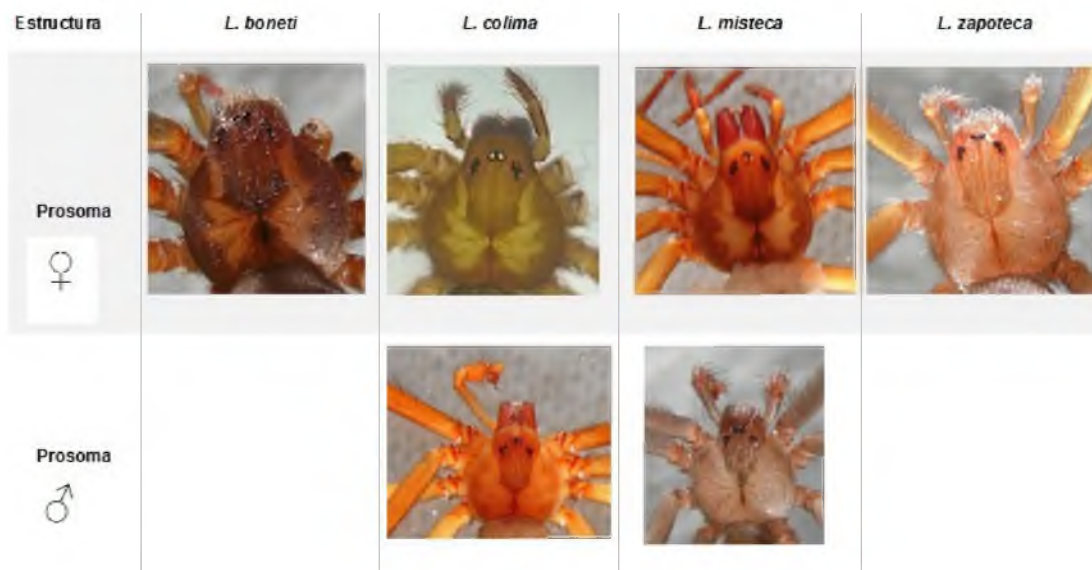 Estructura L. boneti L. colima L. misteca L. zapoteca
Prosoma
♀
Prosoma
♂